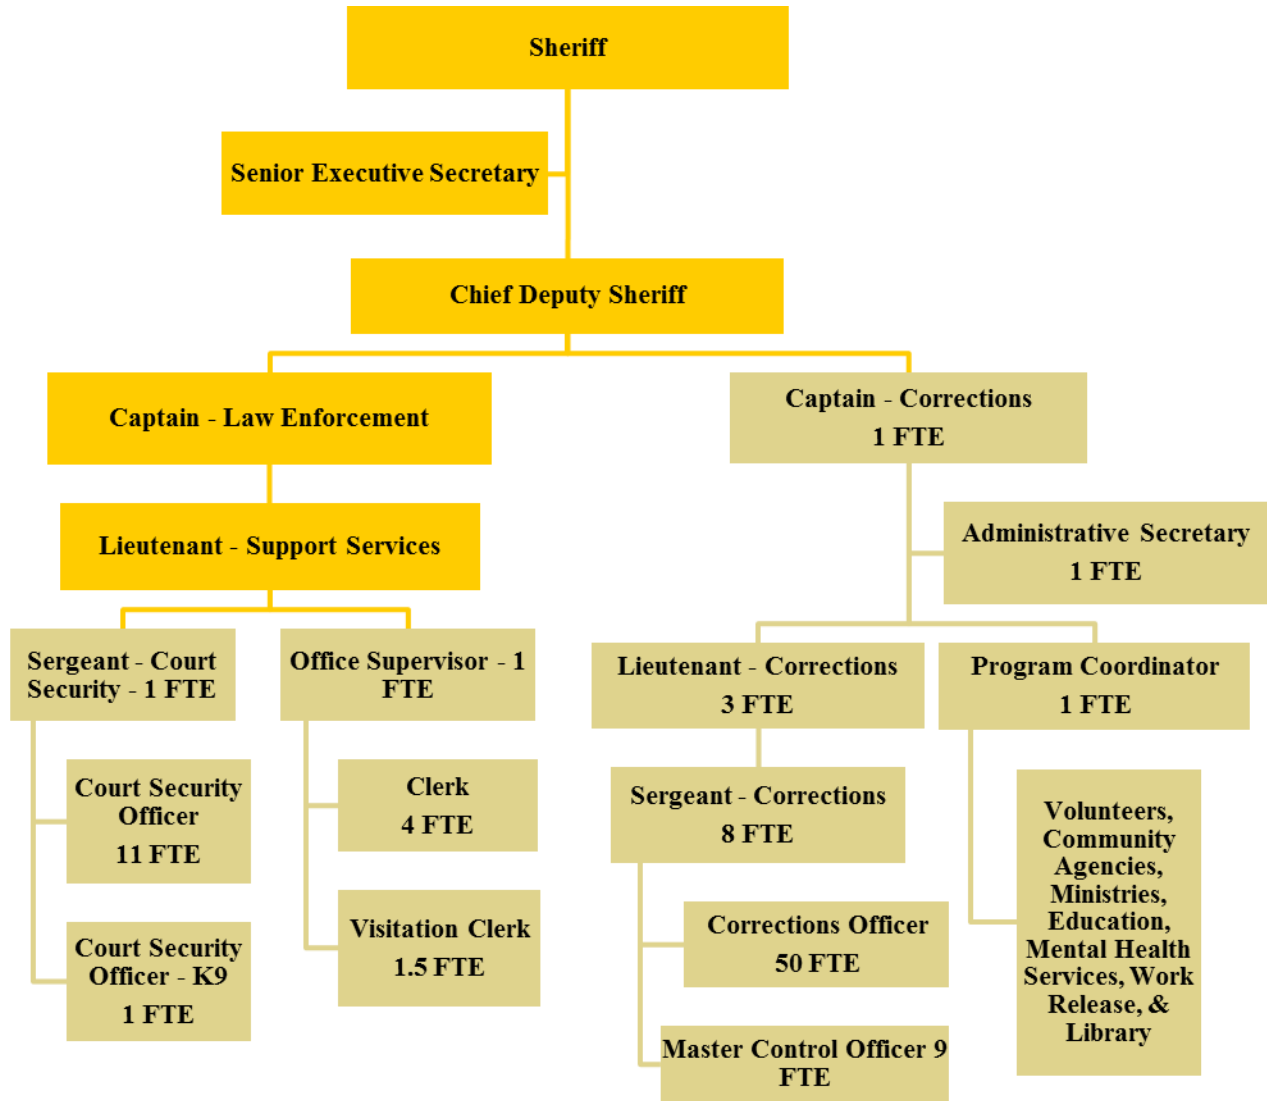 Sheriff
Senior Executive Secretary
Chief Deputy Sheriff
Captain - Law Enforcement
Captain - Corrections
1 FTE
Lieutenant - Support Services
Administrative Secretary
1 FTE
Sergeant - Court
Security - 1 FTE
Office Supervisor - 1
FTE
Lieutenant - Corrections
3 FTE
Program Coordinator
1 FTE
Court Security
Officer
11 FTE
Clerk
4 FTE
Sergeant - Corrections
8 FTE
Volunteers,
Community
Agencies,
Ministries,
Education,
Mental Health
Services, Work
Release, &
Library
Court Security
Officer - K9
1 FTE
Visitation Clerk
1.5 FTE
Corrections Officer
50 FTE
Master Control Officer 9
FTE